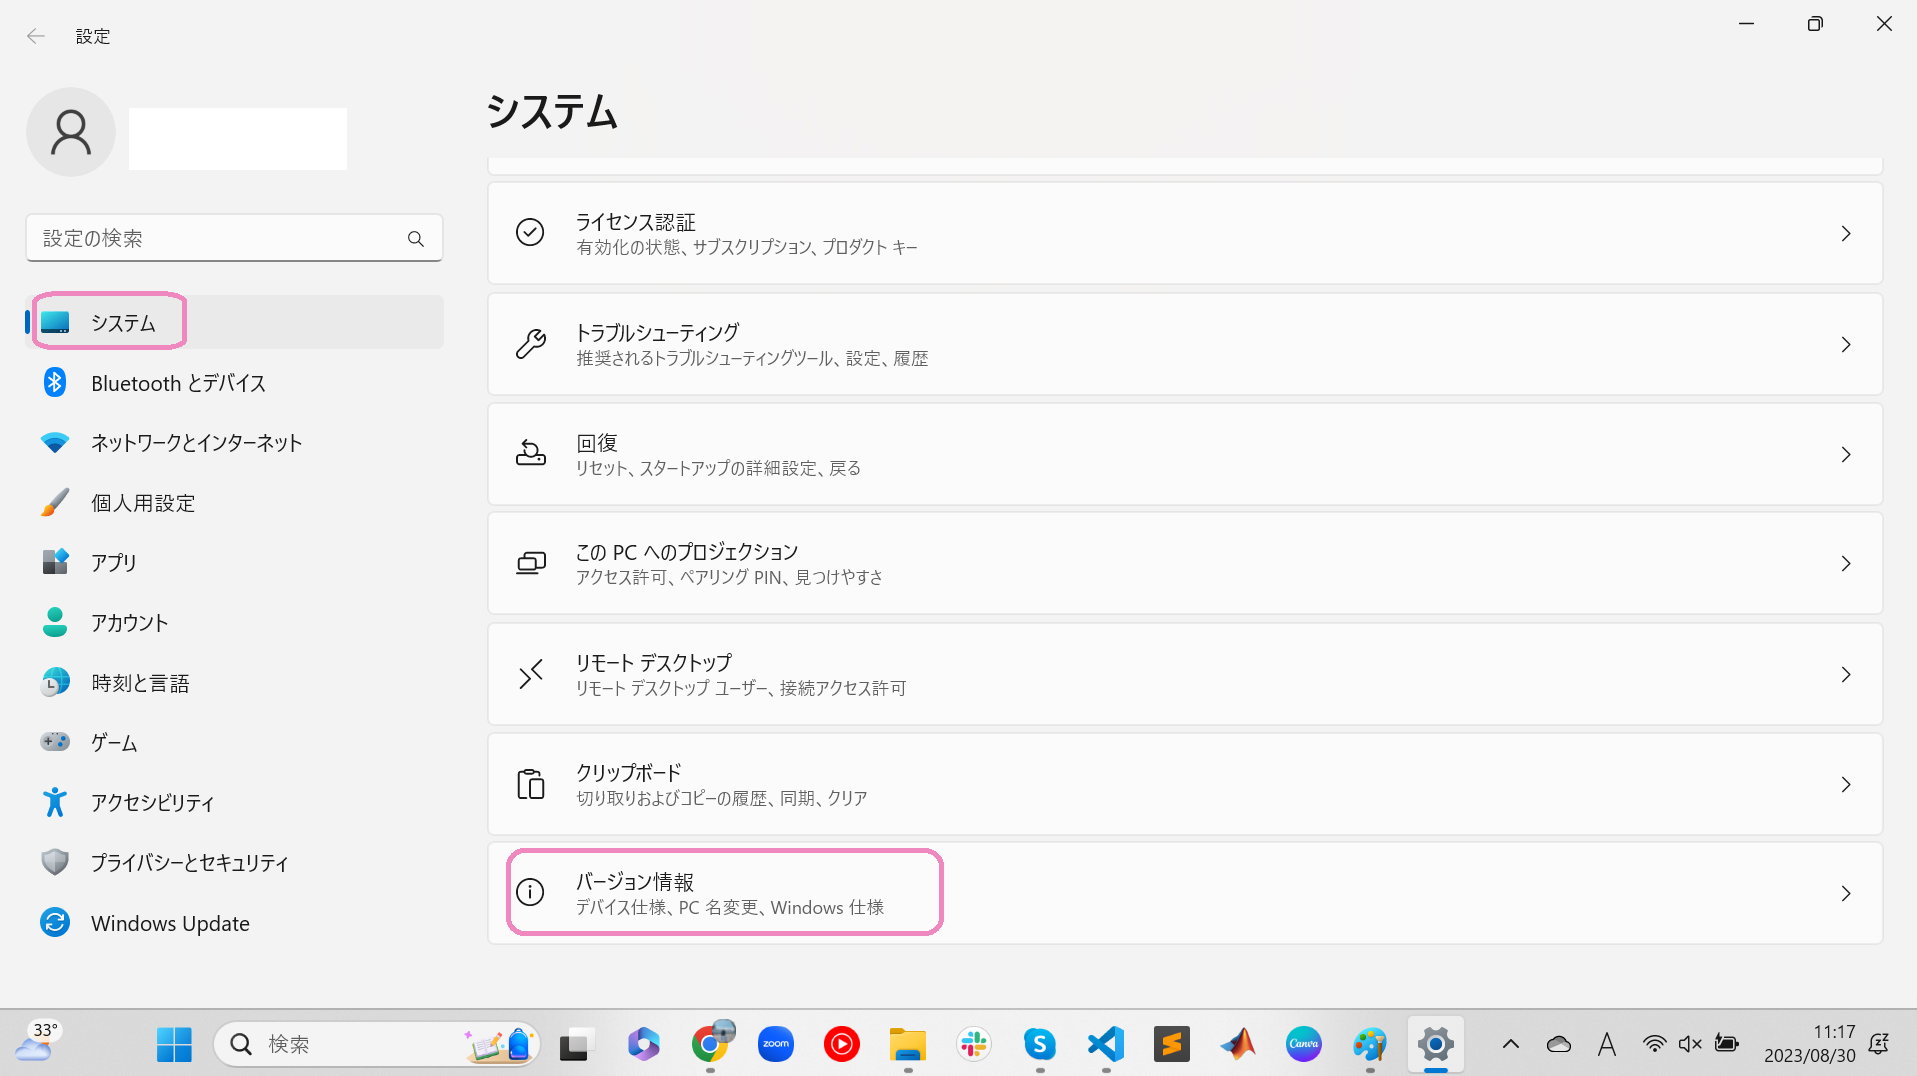 設定
設定の検索
システム
Bluetooth とデバイス
ネットワークとインターネット
個人用設定
アプリ
アカウント
時刻と言語
ゲーム
アクセシビリティ
プライバシーとセキュリティ
Windows Update
システム
ライセンス認証
有効化の状態、サブスクリプション、プロダクト キー
トラブルシューティング
推奨されるトラブルシューティングツール、設定、履歴
回復
リセット、スタートアップの詳細設定、戻る
この PC へのプロジェクション
アクセス許可、ペアリング PIN、見つけやすさ
リモート デスクトップ
リモート デスクトップ ユーザー、接続アクセス許可
クリップボード
切り取りおよびコピーの履歴、同期、クリア
バージョン情報
デバイス仕様、PC 名変更、Windows 仕様
33°
検索
zoom
Canva
A
11:17
2023/08/30